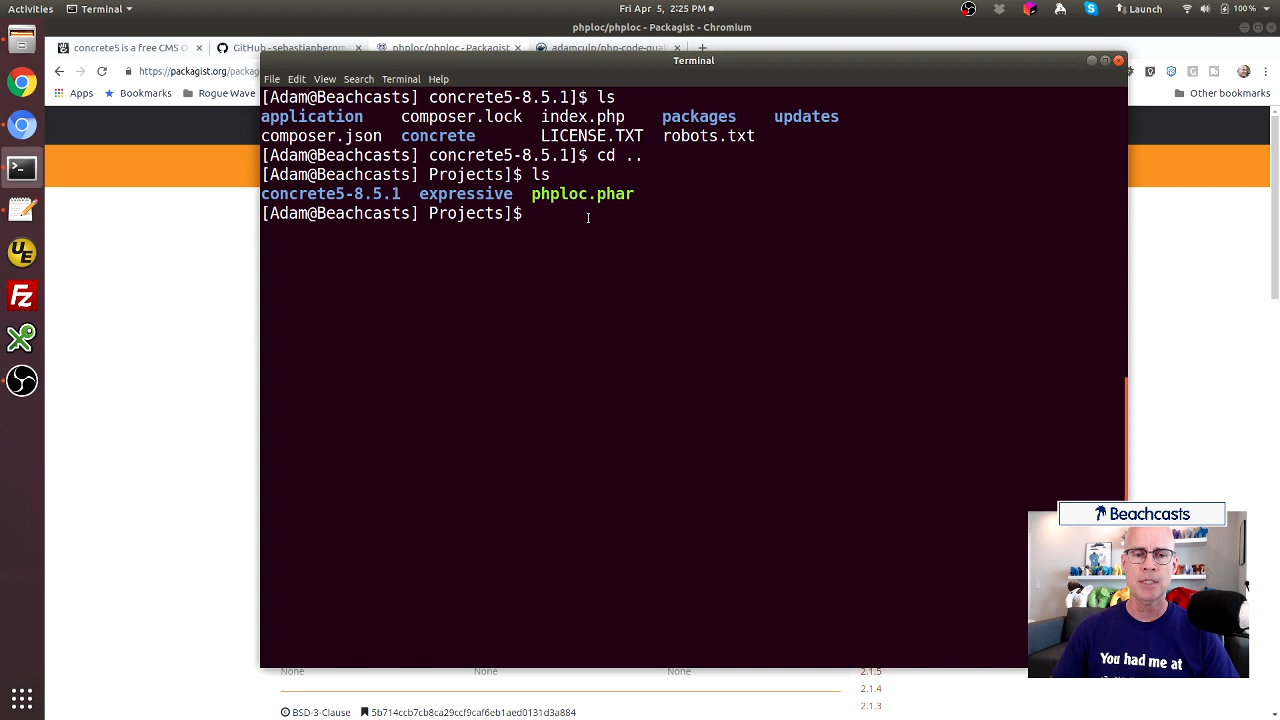 Activities Terminal Fri Apr 5, 2:25 PM Launch 100%
phploc/phploc - Packagist - Chromium
concrete5 is a free CMS O GitHub - sebastianbergm phploc/phploc - Packagist adamculp/php-code-qual
https://packagist.org/packag
Apps Bookmarks Rogue Wave Other bookmarks
Terminal
File Edit View Search Terminal Help
[Adam@Beachcasts] concrete5-8.5.1]$ ls
application composer.lock index.php packages updates
composer.json concrete LICENSE.TXT robots.txt
[Adam@Beachcasts] concrete5-8.5.1]$ cd ..
[Adam@Beachcasts] Projects]$ ls
concrete5-8.5.1 expressive phploc.phar
[Adam@Beachcasts] Projects]$
Beachcasts
You had me at
None None None 2.1.5
2.1.4
2.1.3
BSD-3-Clause 5b714ccb7cb8ca29ccf9caf6eb1aed0131d3a884